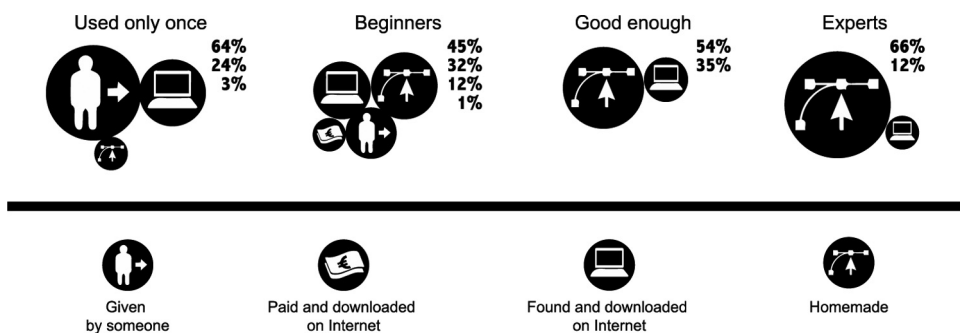 Used only once
64%
24%
3%
Beginners
45%
32%
12%
1%
Good enough
54%
35%
Experts
66%
12%
€
€
Given
by someone
Paid and downloaded
on Internet
Found and downloaded
on Internet
Homemade